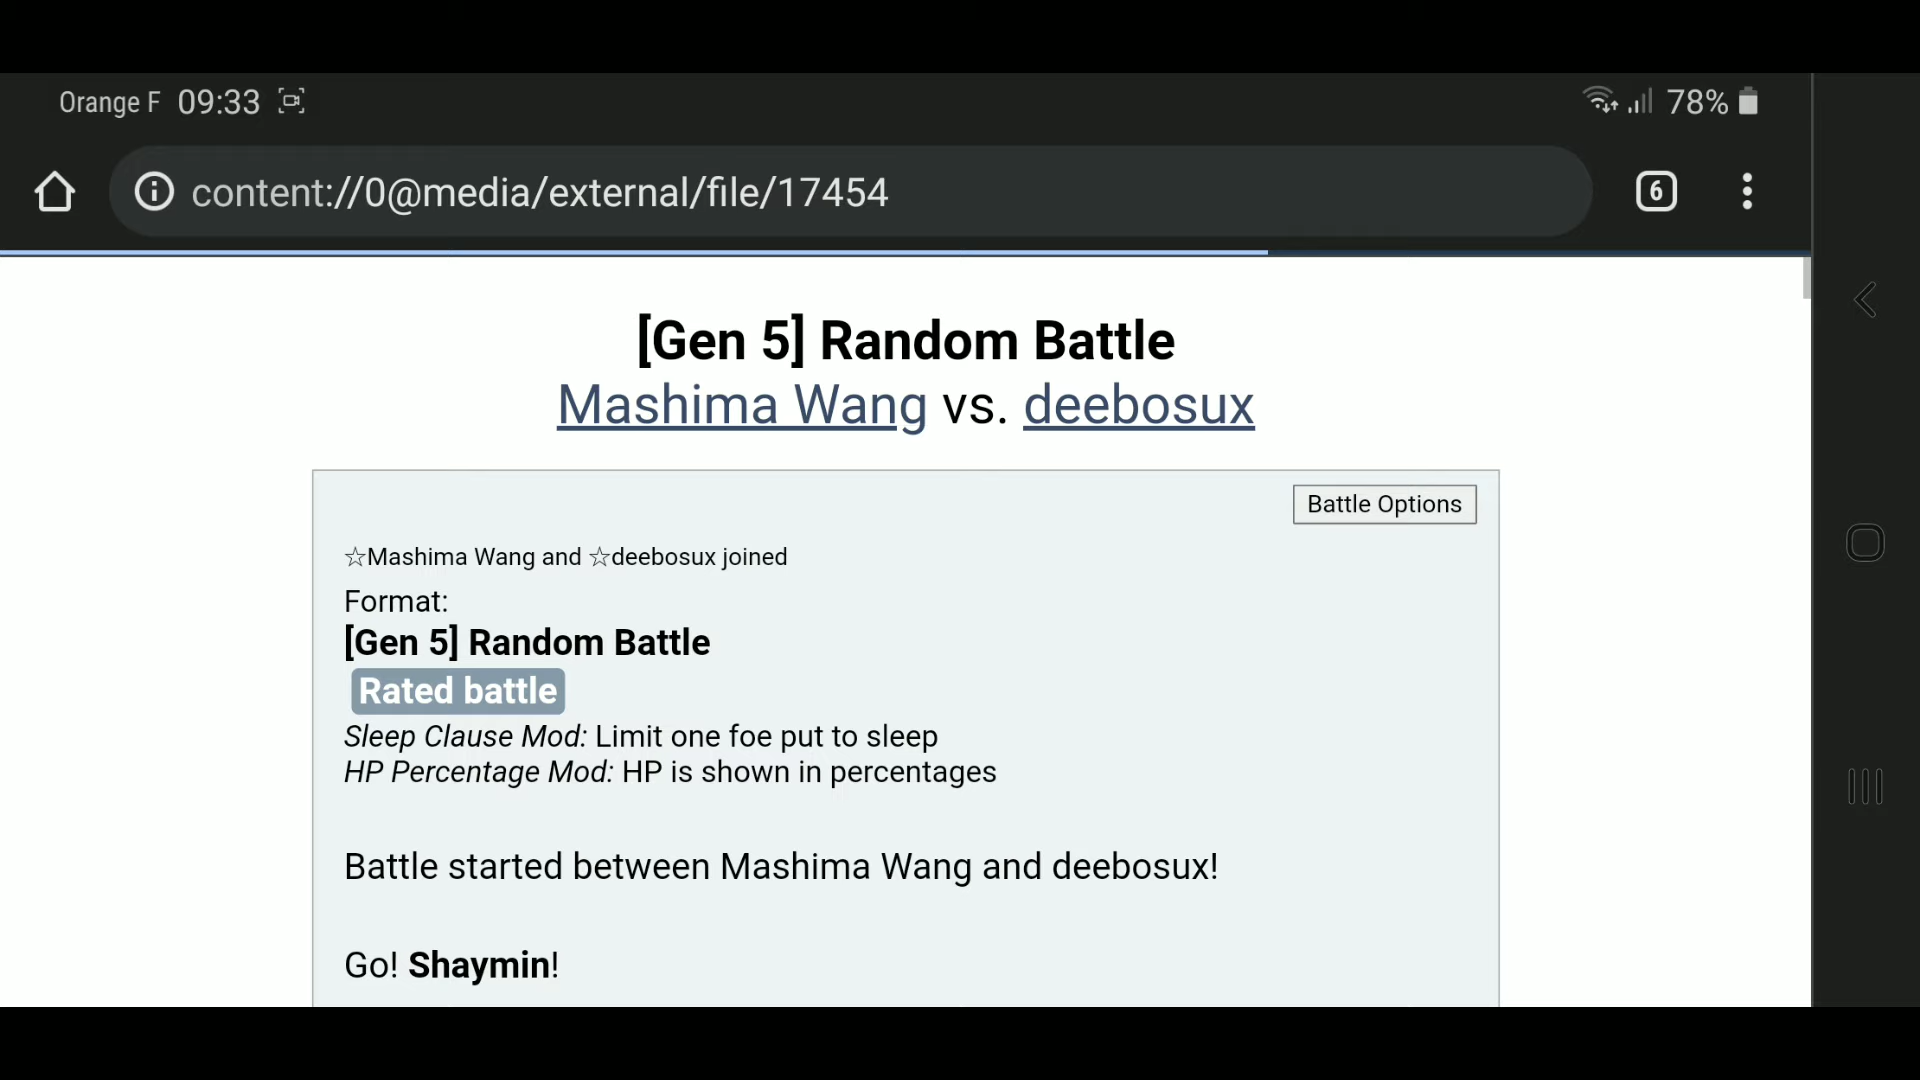 Orange F 09:33 78%
content://0@media/external/file/17454 6
[Gen 5] Random Battle
Mashima Wang vs. deebosux
Battle Options
☆Mashima Wang and ☆deebosux joined
Format:
[Gen 5] Random Battle
Rated battle
Sleep Clause Mod: Limit one foe put to sleep
HP Percentage Mod: HP is shown in percentages
Battle started between Mashima Wang and deebosux!
Go! Shaymin!